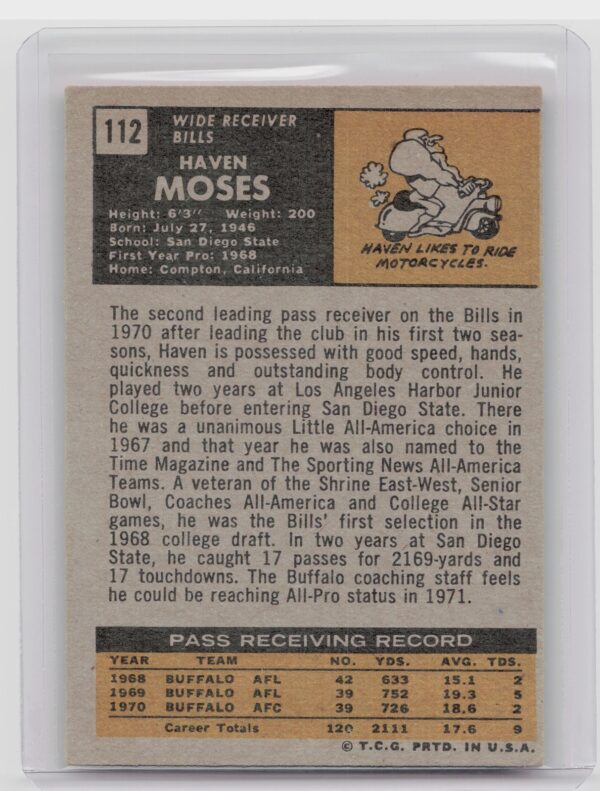 112
WIDE RECEIVER
BILLS
HAVEN
MOSES
Height: 6'3" Weight: 200
Born: July 27, 1946
School: San Diego State
First Year Pro: 1968
Home: Compton, California
HAVEN LIKES TO RIDE
MOTORCYCLES.
The second leading pass receiver on the Bills in
1970 after leading the club in his first two sea-
sons, Haven is possessed with good speed, hands,
quickness and outstanding body control. He
played two years at Los Angeles Harbor Junior
College before entering San Diego State. There
he was a unanimous Little All-America choice in
1967 and that year he was also named to the
Time Magazine and The Sporting News All-America
Teams. A veteran of the Shrine East-West, Senior
Bowl, Coaches All-America and College All-Star
games, he was the Bills' first selection in the
1968 college draft. In two years at San Diego
State, he caught 17 passes for 2169-yards and
17 touchdowns. The Buffalo coaching staff feels
he could be reaching All-Pro status in 1971.
PASS RECEIVING RECORD
YEAR TEAM NO. YDS. AVG. TDS.
1968 BUFFALO AFL 42 633 15.1 2
1969 BUFFALO AFL 39 752 19.3 5
1970 BUFFALO AFC 39 726 18.6 2
Career Totals 120 2111 17.6 9
© T.C.G. PRTD. IN U.S.A.